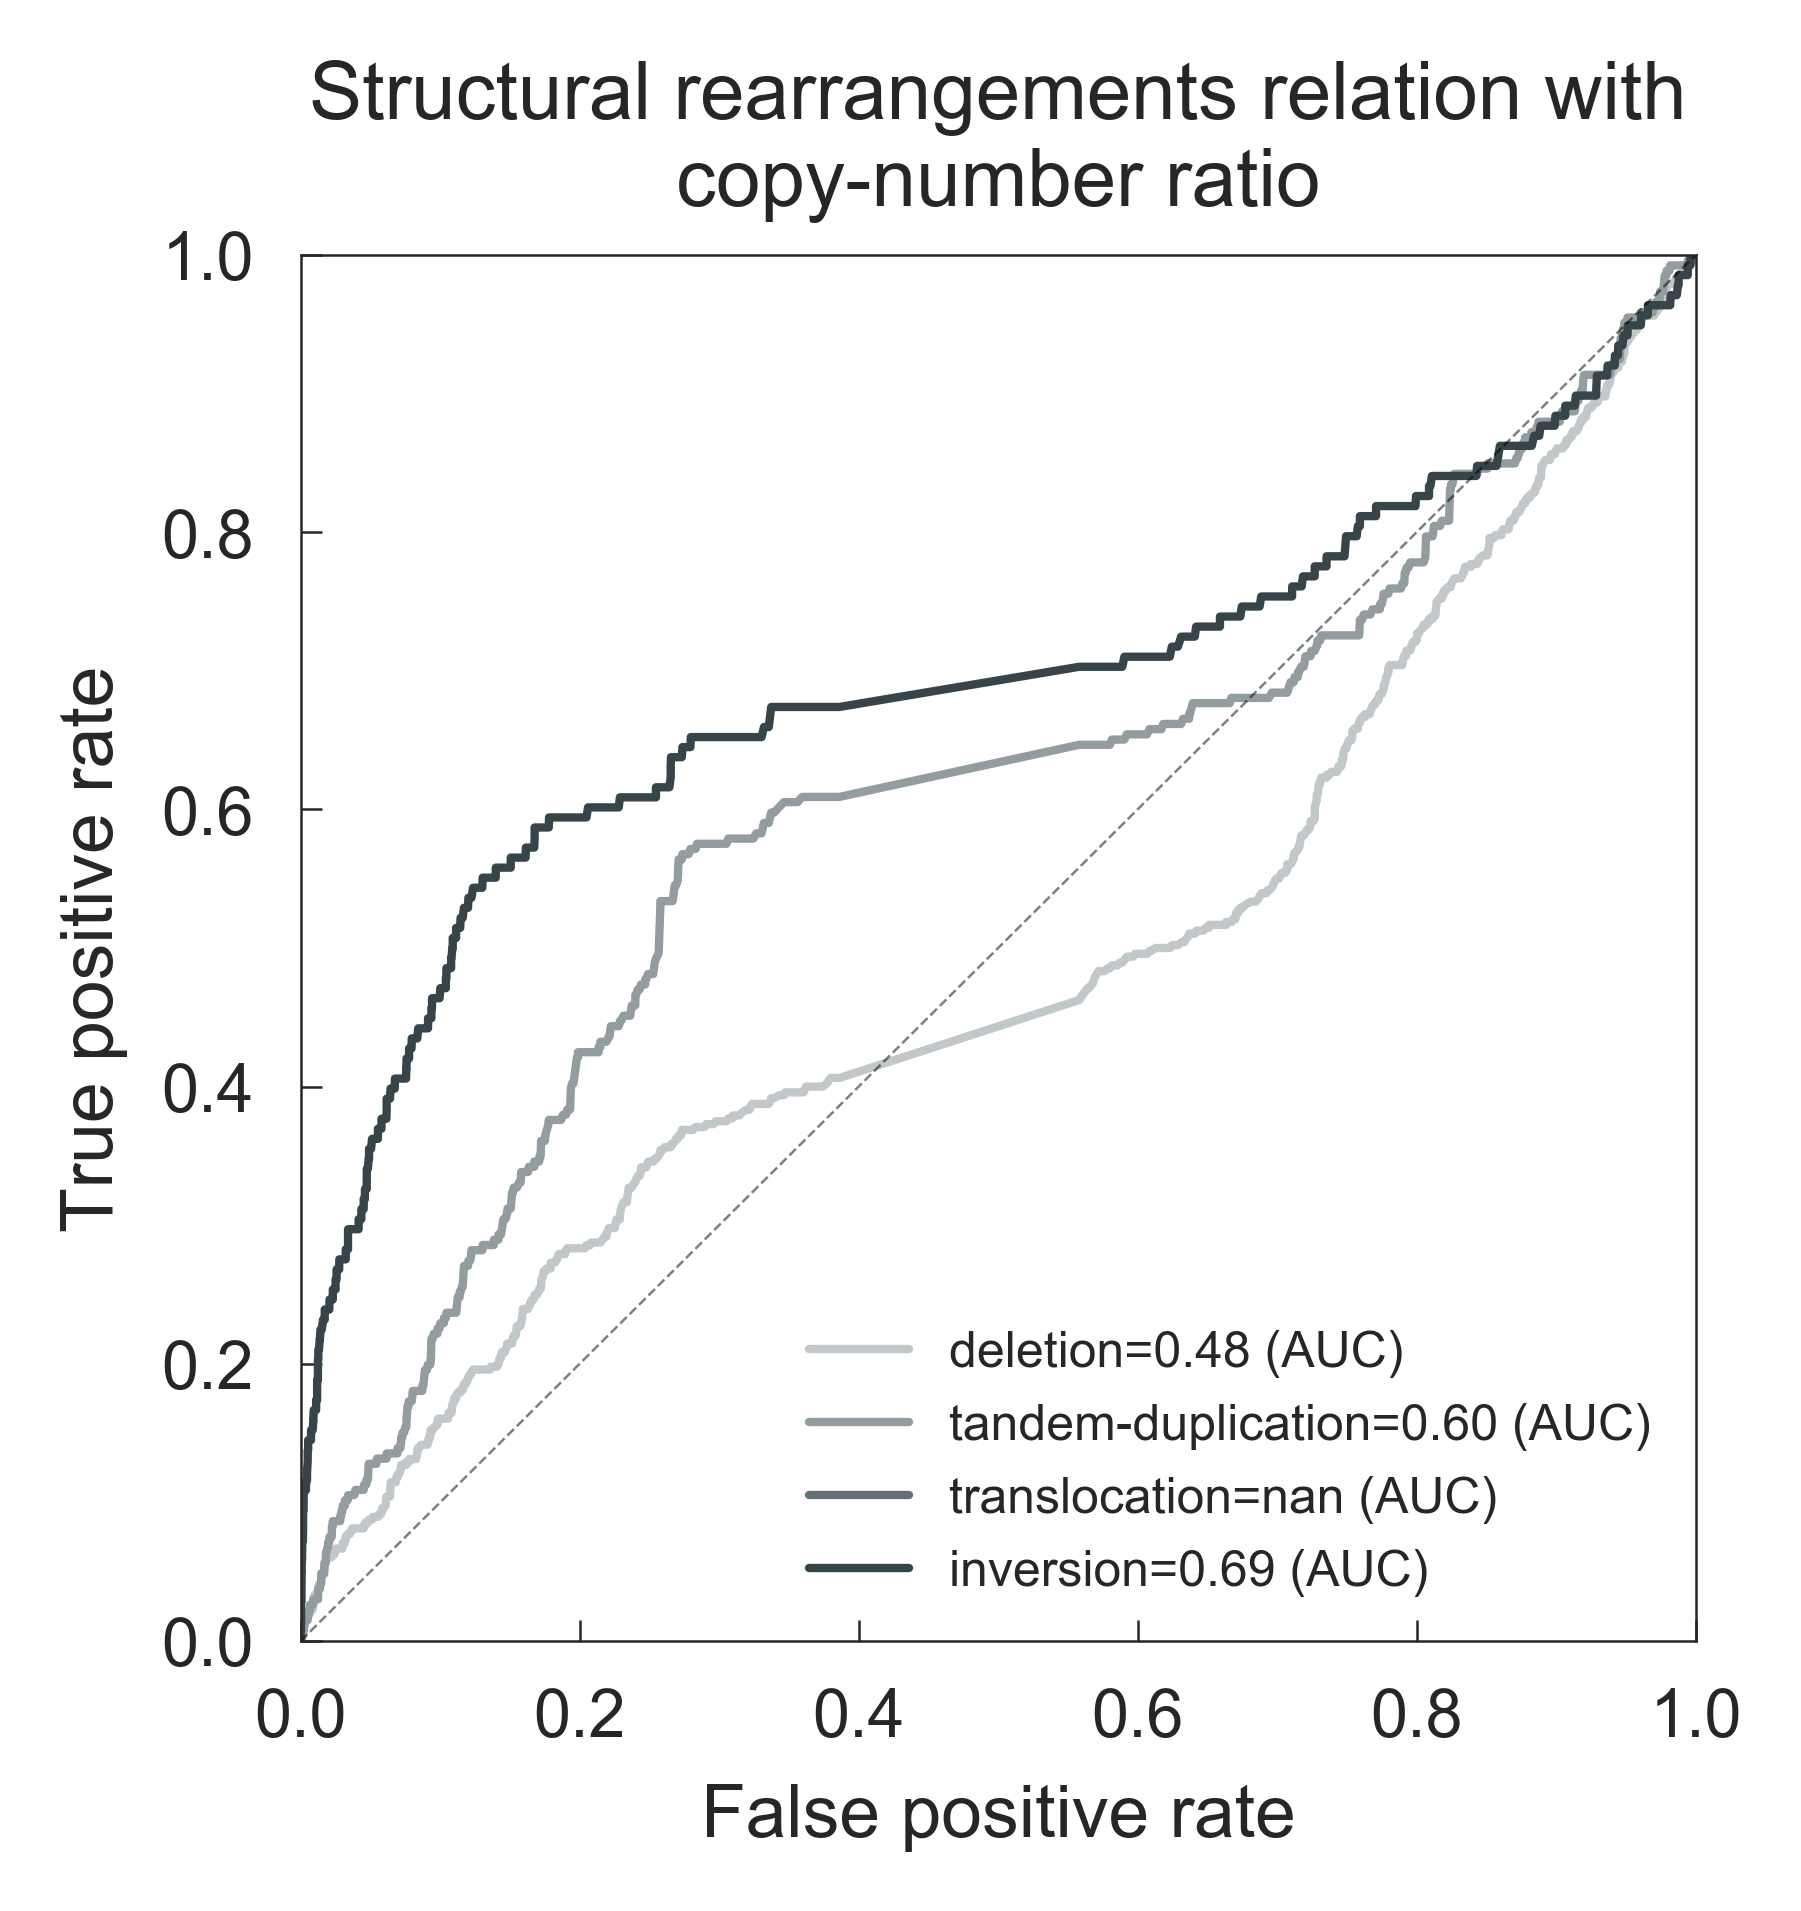 Structural rearrangements relation with
copy-number ratio
1.0
0.8
0.6
0.4
0.2
0.0
True positive rate
deletion=0.48 (AUC)
tandem-duplication=0.60 (AUC)
translocation=nan (AUC)
inversion=0.69 (AUC)
0.0 0.2 0.4 0.6 0.8 1.0
False positive rate